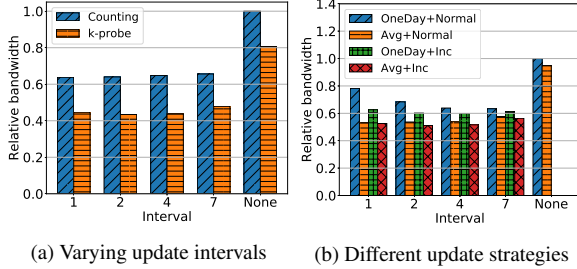 Relative bandwidth
1.0
0.8
0.6
0.4
0.2
0.0
Counting
k-probe
1 2 4 7 None
Interval
(a) Varying update intervals
Relative bandwidth
1.4
1.2
1.0
0.8
0.6
0.4
0.2
0.0
OneDay+Normal
Avg+Normal
OneDay+Inc
Avg+Inc
1 2 4 7 None
Interval
(b) Different update strategies